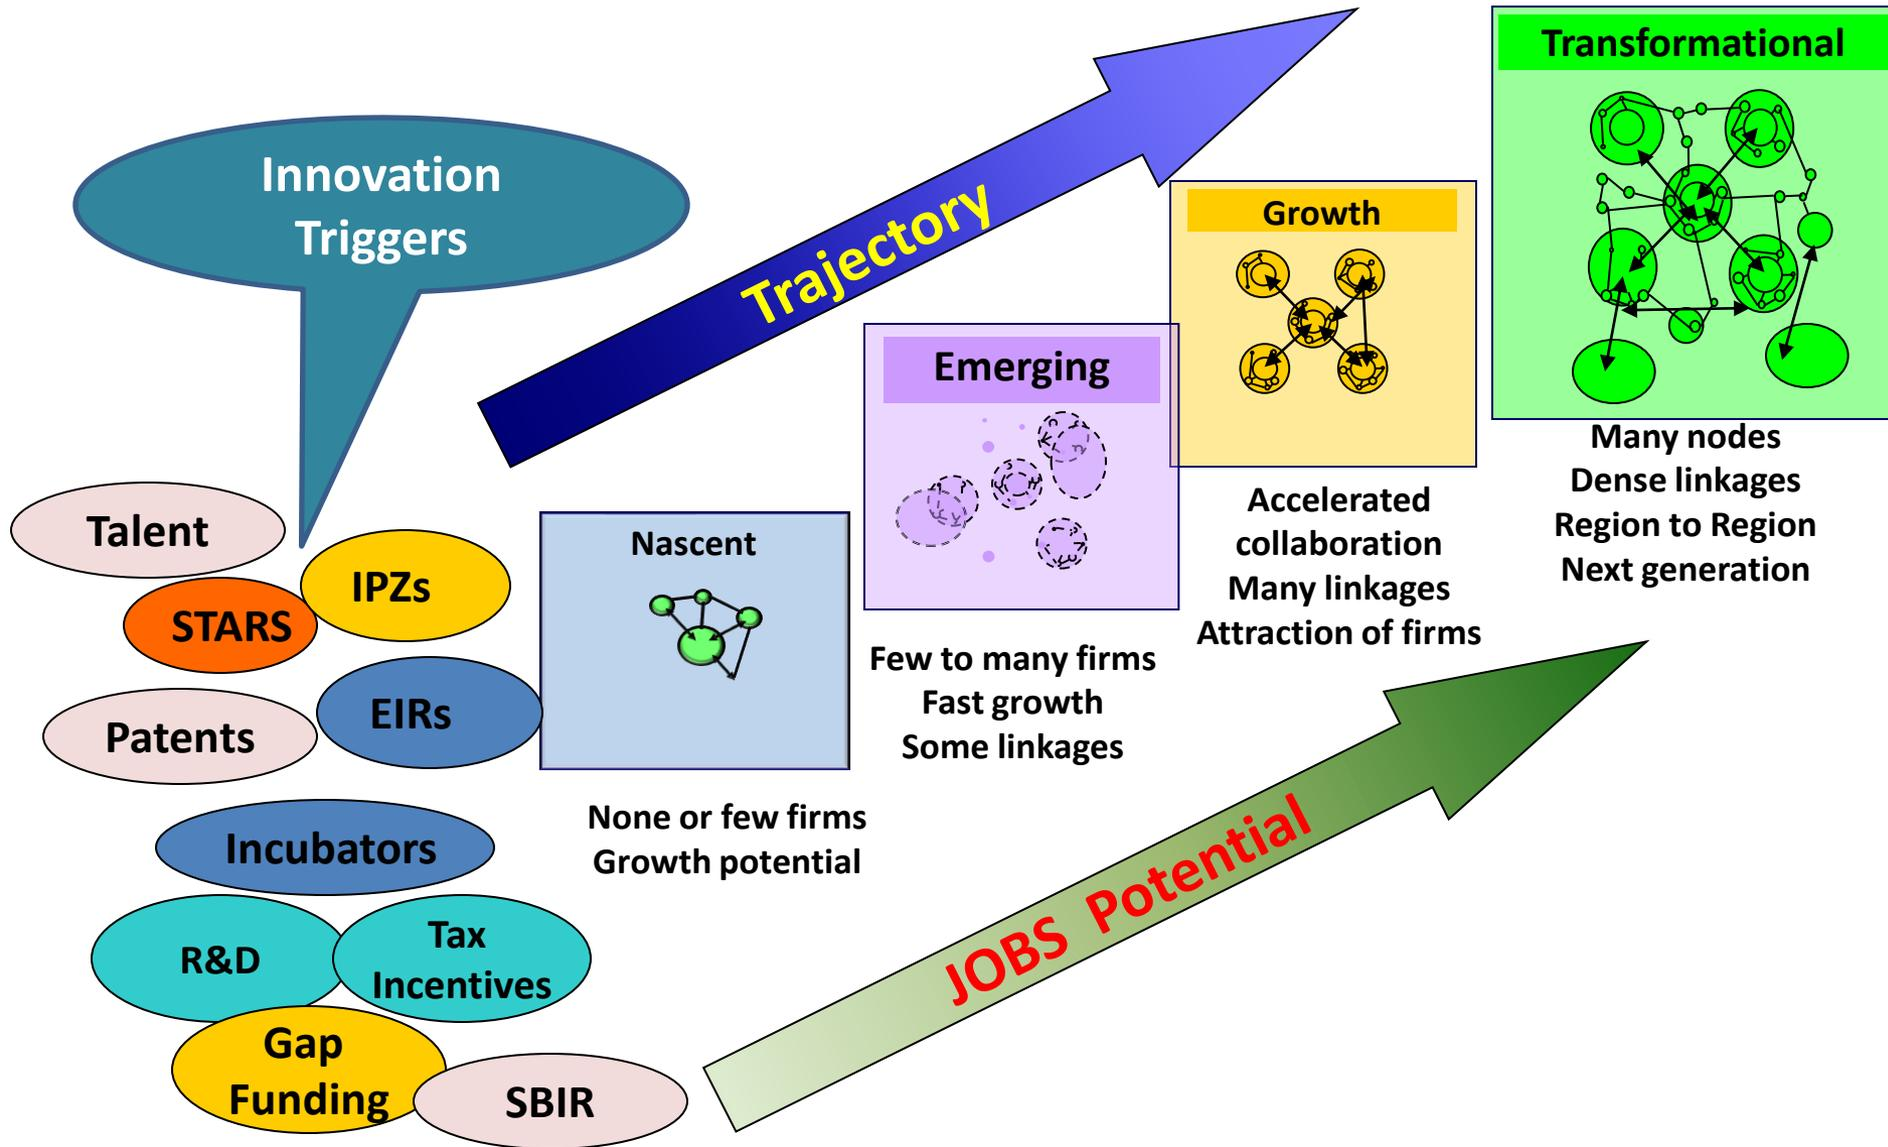 Innovation
Triggers
Talent
STARS
IPZs
Patents
EIRs
Incubators
R&D
Tax
Incentives
Gap
Funding
SBIR
Trajectory
Nascent
None or few firms
Growth potential
Emerging
Few to many firms
Fast growth
Some linkages
Growth
Accelerated
collaboration
Many linkages
Attraction of firms
Transformational
Many nodes
Dense linkages
Region to Region
Next generation
JOBS Potential